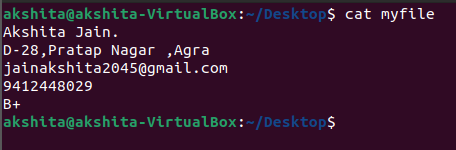 akshita@akshita-VirtualBox:~/Desktop$ cat myfile
Akshita Jain.
D-28,Pratap Nagar ,Agra
jainakshita2045@gmail.com
9412448029
B+
akshita@akshita-VirtualBox:~/Desktop$